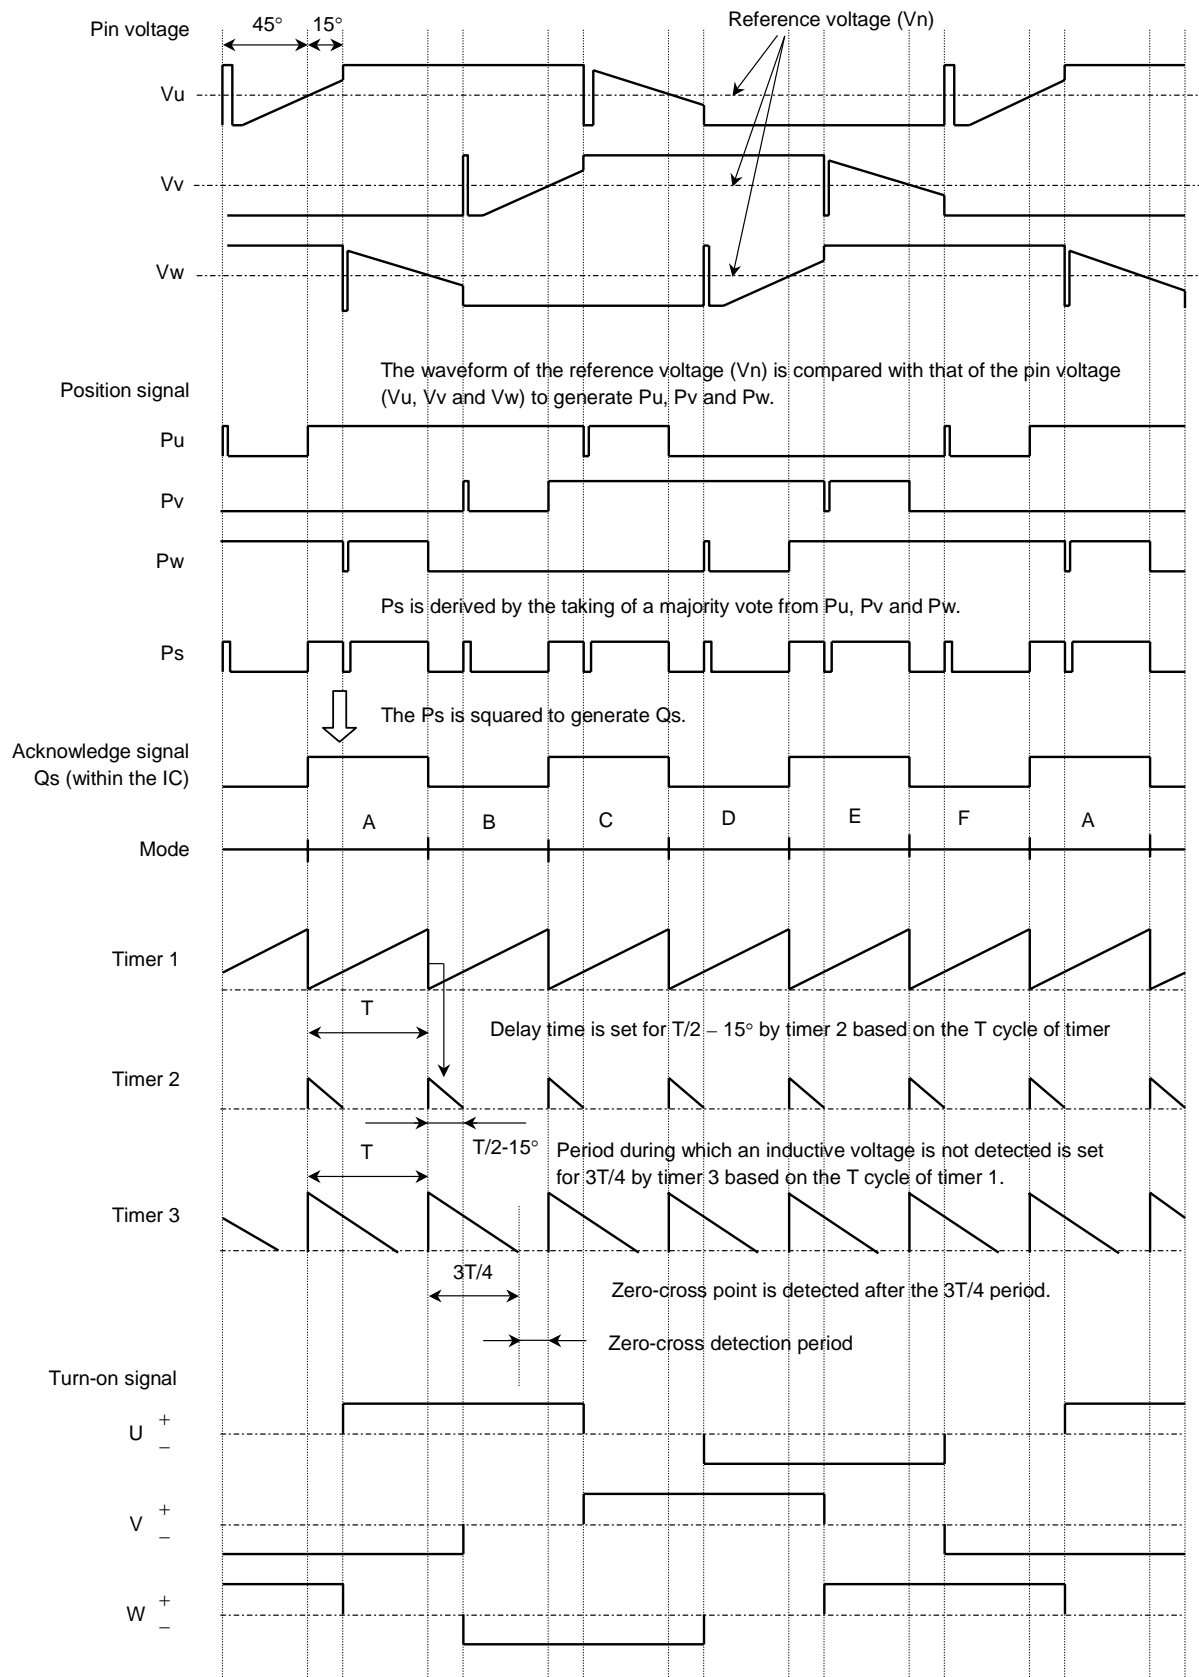 Reference voltage (Vn)
Pin voltage
45° 15°
Vu
Vv
Vw
The waveform of the reference voltage (Vn) is compared with that of the pin voltage
(Vu, Vv and Vw) to generate Pu, Pv and Pw.
Position signal
Pu
Pv
Pw
Ps is derived by the taking of a majority vote from Pu, Pv and Pw.
Ps
The Ps is squared to generate Qs.
Acknowledge signal
Qs (within the IC)
A B C D E F A
Mode
Timer 1
T
Delay time is set for T/2 – 15° by timer 2 based on the T cycle of timer
Timer 2
T/2-15°
T
Period during which an inductive voltage is not detected is set
for 3T/4 by timer 3 based on the T cycle of timer 1.
Timer 3
3T/4
Zero-cross point is detected after the 3T/4 period.
Zero-cross detection period
Turn-on signal
U + −
V + −
W + −